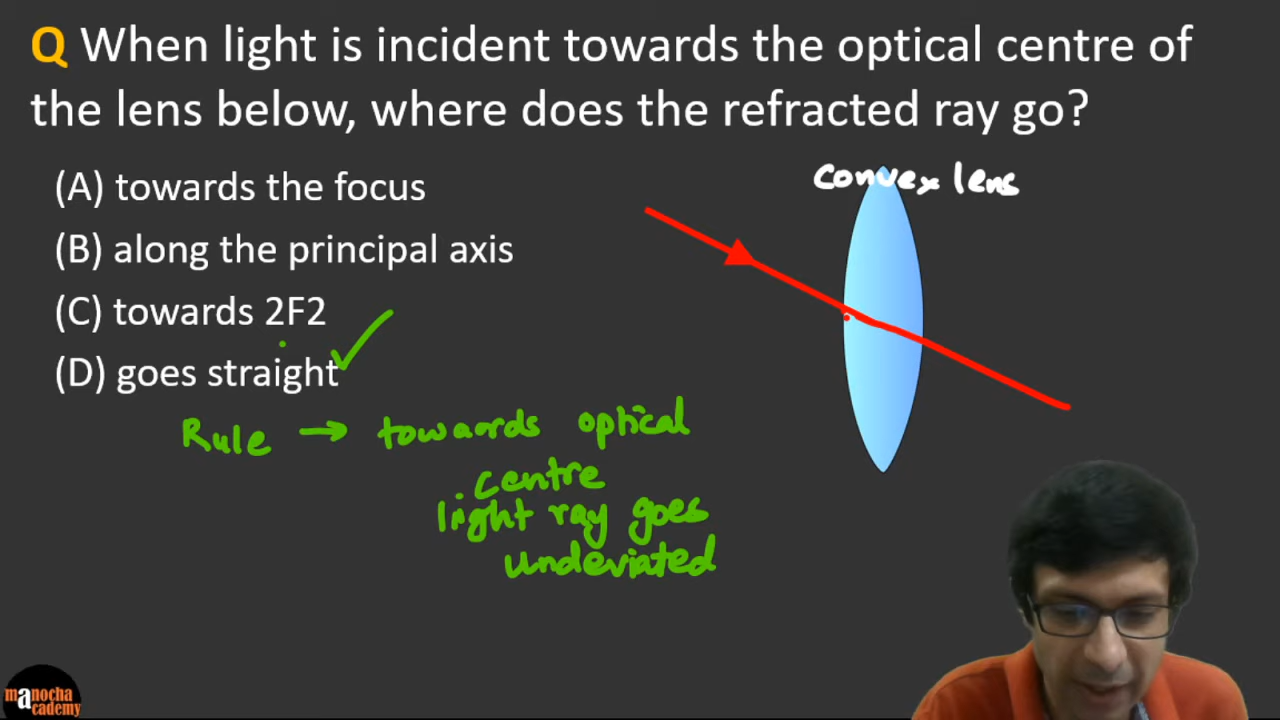 Q When light is incident towards the optical centre of
the lens below, where does the refracted ray go?
(A) towards the focus
(B) along the principal axis
(C) towards 2F2
(D) goes straight
convex lens
Rule → towards optical
centre
light ray goes
undeviated
manocha
academy